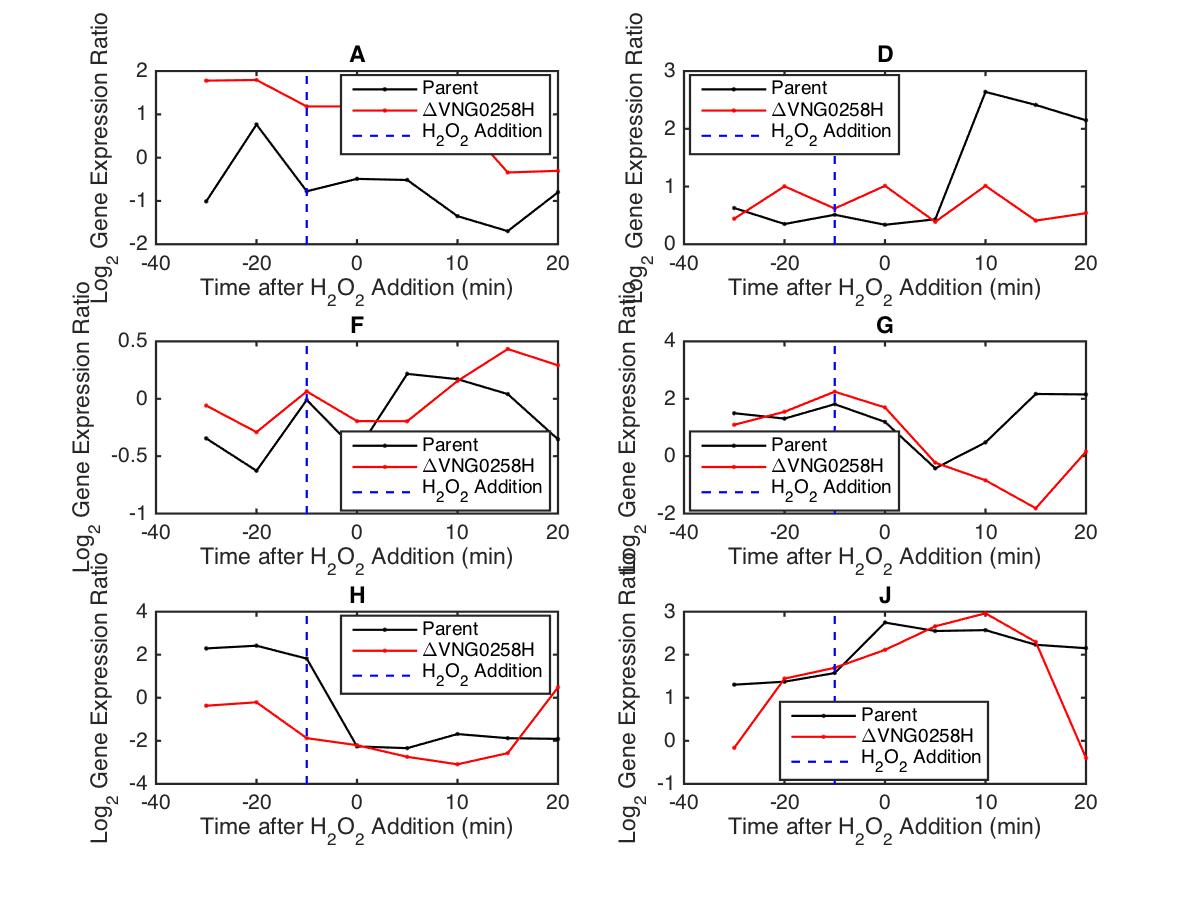 A
Log2 Gene Expression Ratio
2
1
0
-1
-2
Parent
ΔVNG0258H
H2O2 Addition
-40 -20 0 10 20
Time after H2O2 Addition (min)
D
Log2 Gene Expression Ratio
3
2
1
0
Parent
ΔVNG0258H
H2O2 Addition
-40 -20 0 10 20
Time after H2O2 Addition (min)
F
Log2 Gene Expression Ratio
0.5
0
-0.5
-1
Parent
ΔVNG0258H
H2O2 Addition
-40 -20 0 10 20
Time after H2O2 Addition (min)
G
Log2 Gene Expression Ratio
4
2
0
-2
Parent
ΔVNG0258H
H2O2 Addition
-40 -20 0 10 20
Time after H2O2 Addition (min)
H
Log2 Gene Expression Ratio
4
2
0
-2
-4
Parent
ΔVNG0258H
H2O2 Addition
-40 -20 0 10 20
Time after H2O2 Addition (min)
J
Log2 Gene Expression Ratio
3
2
1
0
-1
Parent
ΔVNG0258H
H2O2 Addition
-40 -20 0 10 20
Time after H2O2 Addition (min)